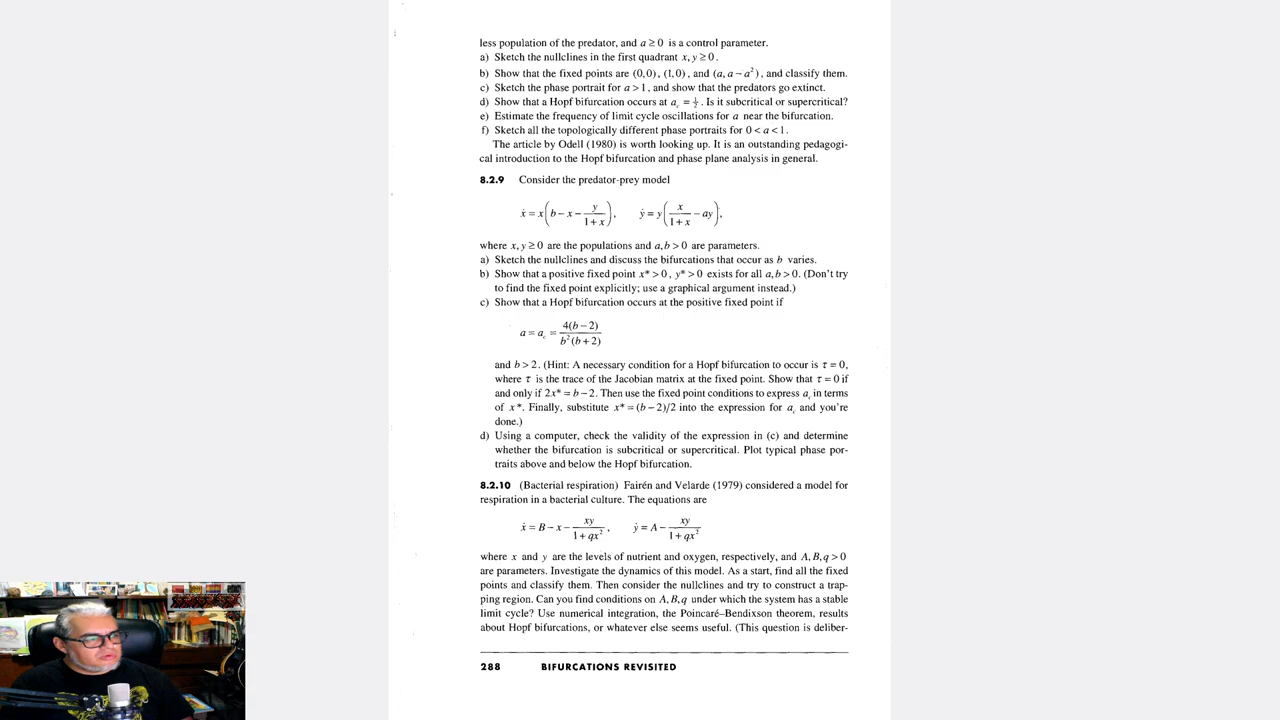 less population of the predator, and a ≥ 0 is a control parameter.
a) Sketch the nullclines in the first quadrant x, y ≥ 0.
b) Show that the fixed points are (0,0), (1,0), and (a, a − a²), and classify them.
c) Sketch the phase portrait for a > 1, and show that the predators go extinct.
d) Show that a Hopf bifurcation occurs at a_c = ½. Is it subcritical or supercritical?
e) Estimate the frequency of limit cycle oscillations for a near the bifurcation.
f) Sketch all the topologically different phase portraits for 0 < a < 1.
The article by Odell (1980) is worth looking up. It is an outstanding pedagogi-
cal introduction to the Hopf bifurcation and phase plane analysis in general.
8.2.9 Consider the predator-prey model
ẋ = x(b − x − y/(1 + x)), ẏ = y(x/(1 + x) − ay),
where x, y ≥ 0 are the populations and a, b > 0 are parameters.
a) Sketch the nullclines and discuss the bifurcations that occur as b varies.
b) Show that a positive fixed point x* > 0, y* > 0 exists for all a, b > 0. (Don't try
to find the fixed point explicitly; use a graphical argument instead.)
c) Show that a Hopf bifurcation occurs at the positive fixed point if
a = a_c = 4(b − 2)/(b²(b + 2))
and b > 2. (Hint: A necessary condition for a Hopf bifurcation to occur is τ = 0,
where τ is the trace of the Jacobian matrix at the fixed point. Show that τ = 0 if
and only if 2x* = b − 2. Then use the fixed point conditions to express a_c in terms
of x*. Finally, substitute x* = (b − 2)/2 into the expression for a_c and you're
done.)
d) Using a computer, check the validity of the expression in (c) and determine
whether the bifurcation is subcritical or supercritical. Plot typical phase por-
traits above and below the Hopf bifurcation.
8.2.10 (Bacterial respiration) Fairén and Velarde (1979) considered a model for
respiration in a bacterial culture. The equations are
ẋ = B − x − xy/(1 + qx²), ẏ = A − xy/(1 + qx²)
where x and y are the levels of nutrient and oxygen, respectively, and A, B, q > 0
are parameters. Investigate the dynamics of this model. As a start, find all the fixed
points and classify them. Then consider the nullclines and try to construct a trap-
ping region. Can you find conditions on A, B, q under which the system has a stable
limit cycle? Use numerical integration, the Poincaré–Bendixson theorem, results
about Hopf bifurcations, or whatever else seems useful. (This question is deliber-
288 BIFURCATIONS REVISITED